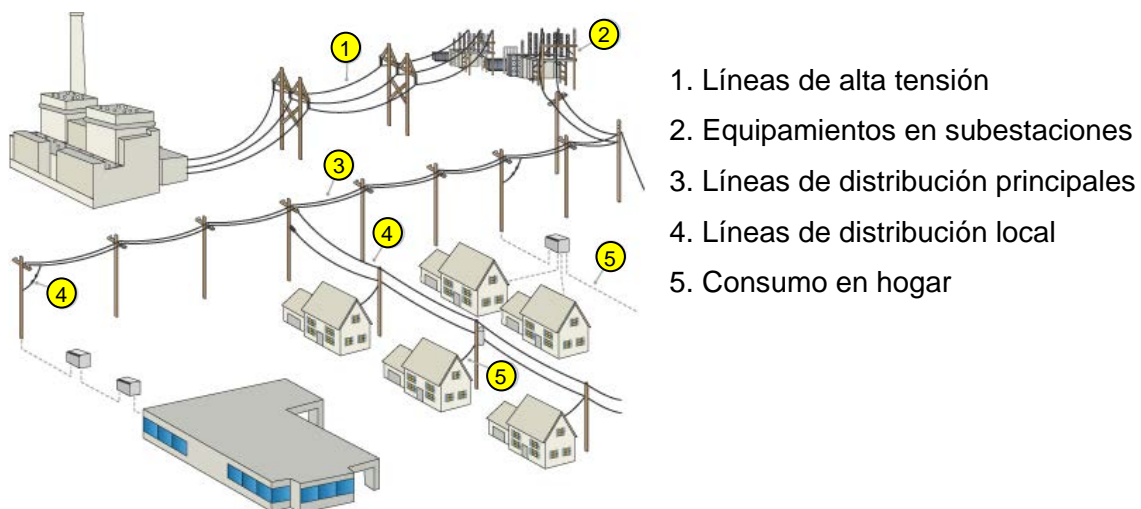 1
2
3
4
4
5
5
1. Líneas de alta tensión
2. Equipamientos en subestaciones
3. Líneas de distribución principales
4. Líneas de distribución local
5. Consumo en hogar